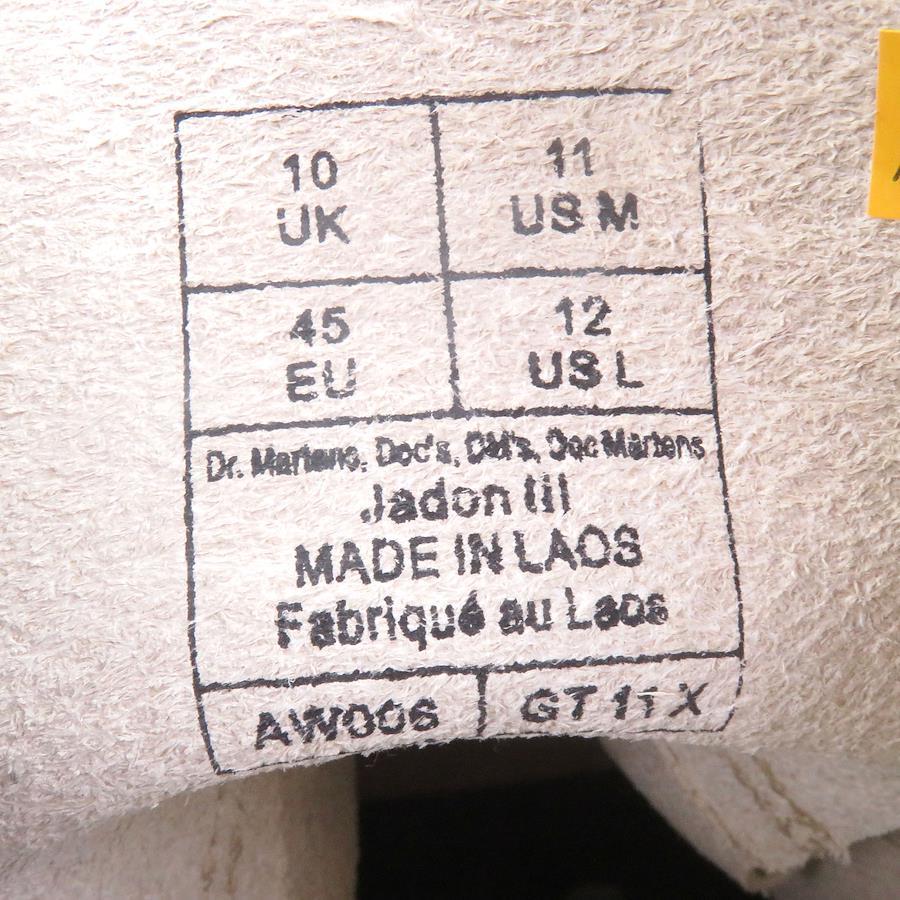 10
UK
11
US M
45
EU
12
US L
Dr. Martens, Doc's, DM's, Doc Martens
Jadon III
MADE IN LAOS
Fabriqué au Laos
AW006
GT 1T X